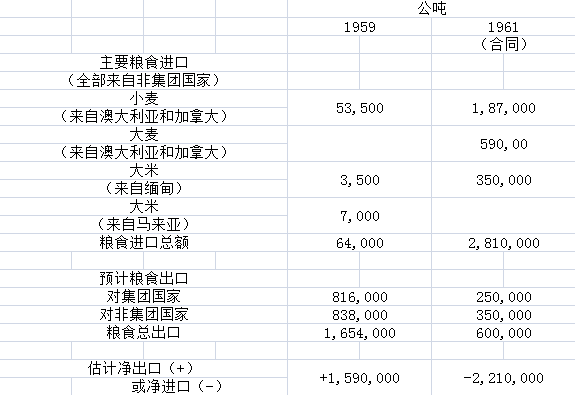 公吨
1959 1961
(合同)
主要粮食进口
(全部来自非集团国家)
小麦
(来自澳大利亚和加拿大) 53,500 1,87,000
大麦
(来自澳大利亚和加拿大) 590,00
大米
(来自缅甸) 3,500 350,000
大米
(来自马来亚) 7,000
粮食进口总额 64,000 2,810,000
预计粮食出口
对集团国家 816,000 250,000
对非集团国家 838,000 350,000
粮食总出口 1,654,000 600,000
估计净出口(+)
或净进口(-) +1,590,000 -2,210,000